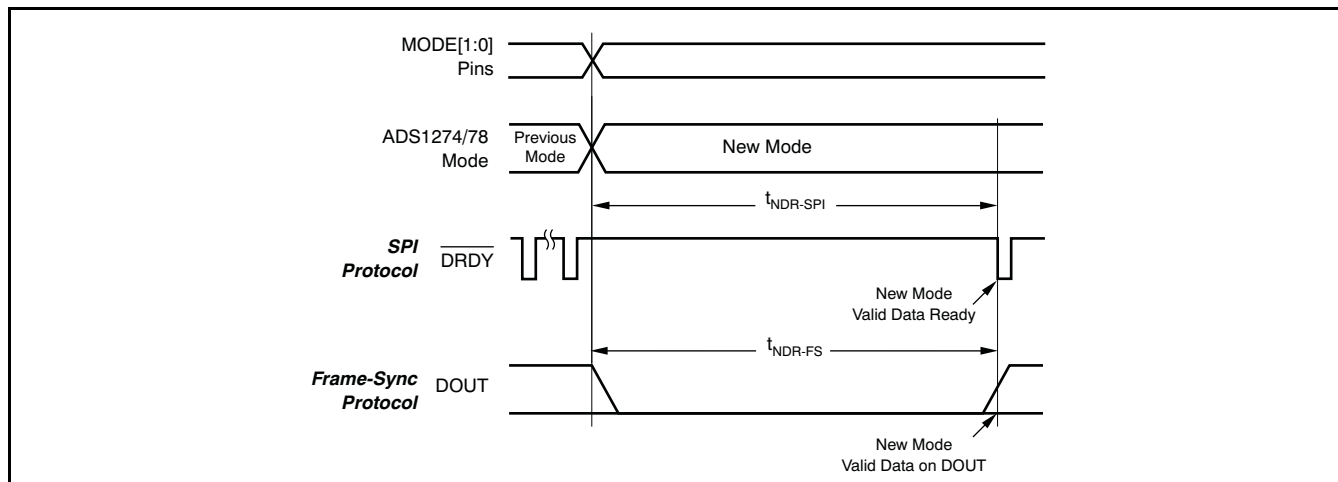 MODE[1:0]
Pins
ADS1274/78
Mode
Previous
Mode
New Mode
tNDR-SPI
SPI
Protocol
DRDY
New Mode
Valid Data Ready
tNDR-FS
Frame-Sync
Protocol
DOUT
New Mode
Valid Data on DOUT